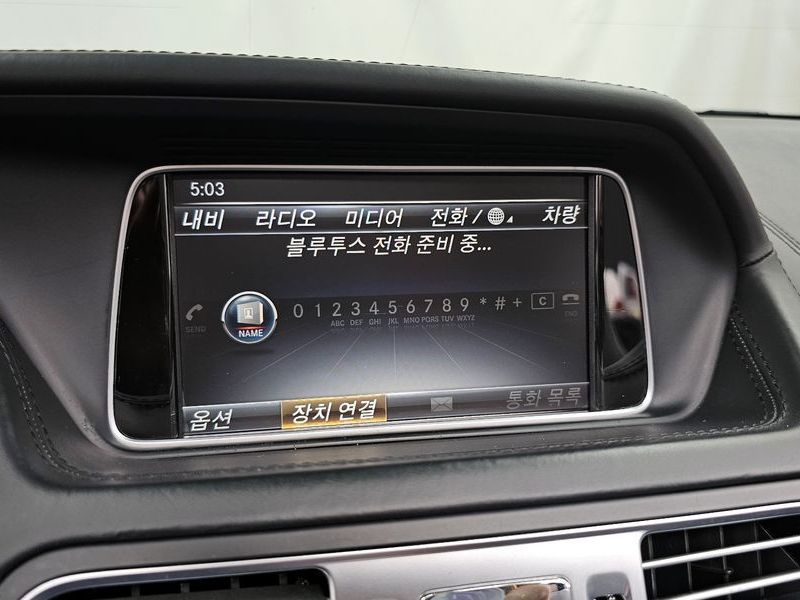 5:03
내비 라디오 미디어 전화 / 차량
블루투스 전화 준비 중...
SEND NAME 0 1 2 3 4 5 6 7 8 9 * # + C END
ABC DEF GHI JKL MNO PQRS TUV WXYZ
옵션 장치 연결 통화 목록